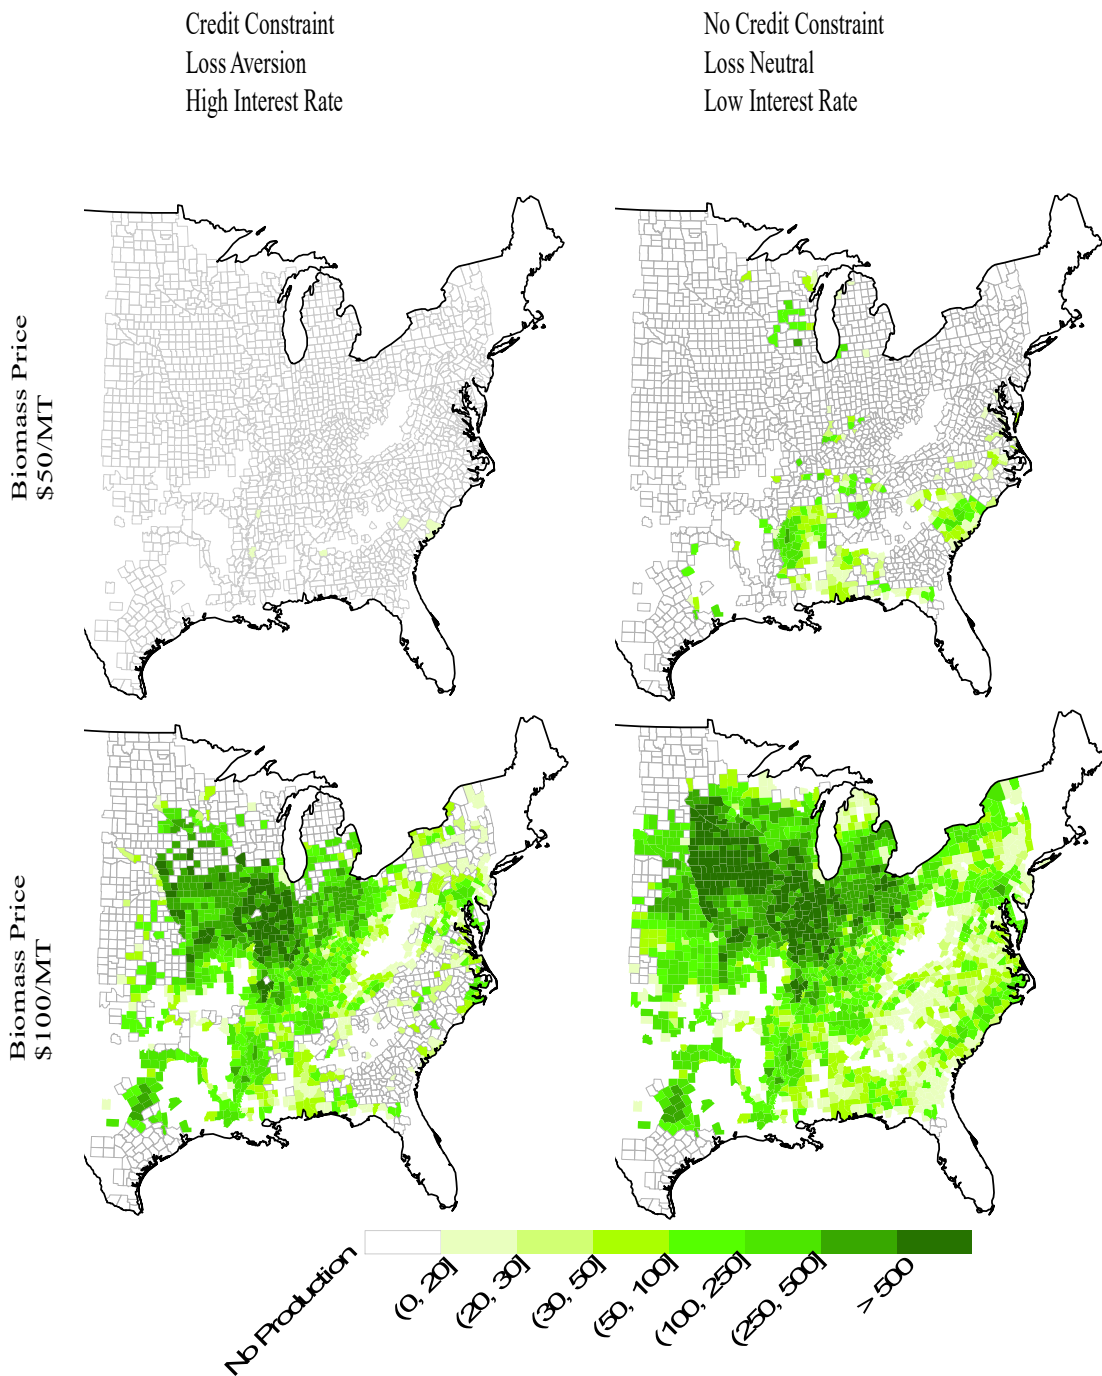 Credit Constraint
Loss Aversion
High Interest Rate
No Credit Constraint
Loss Neutral
Low Interest Rate
Biomass Price
$50/MT
Biomass Price
$100/MT
No Production
(0, 20]
(20, 30]
(30, 50]
(50, 100]
(100, 250]
(250, 500]
> 500